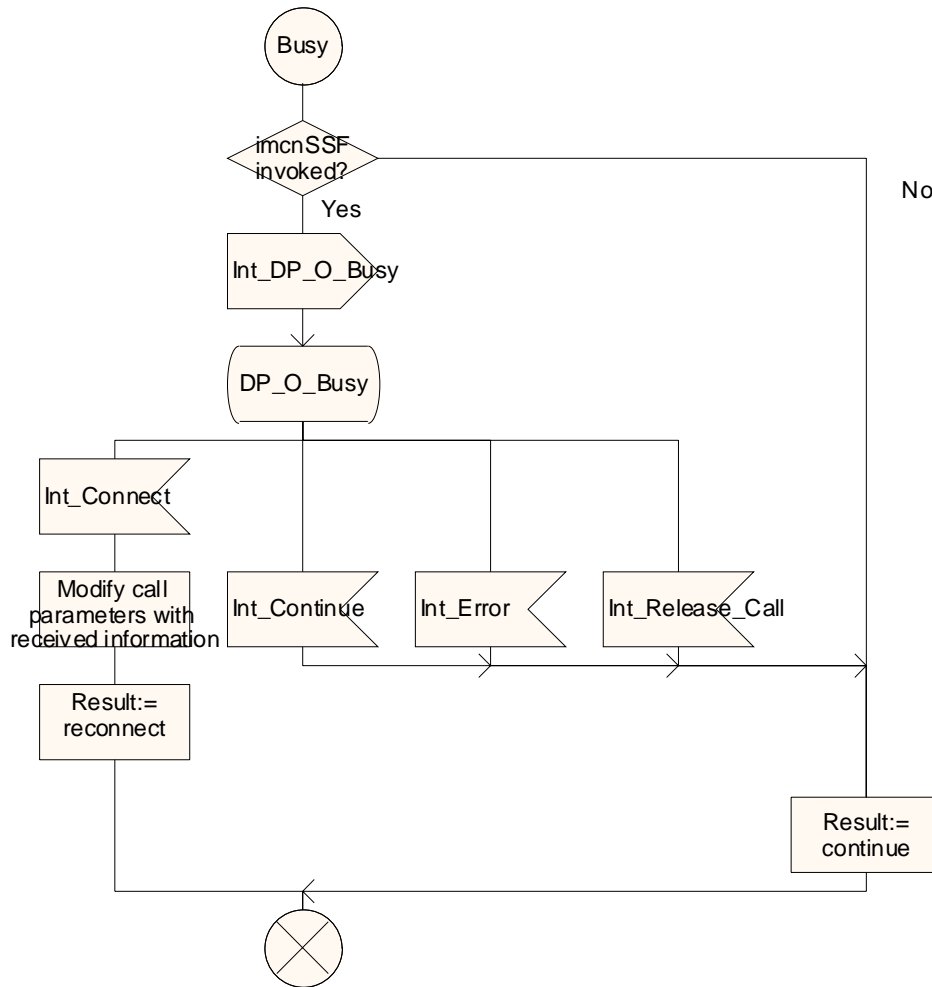 Busy
imcnSSF
invoked?
No
Yes
Int_DP_O_Busy
DP_O_Busy
Int_Connect
Modify call
parameters with
received information
Int_Continue
Int_Error
Int_Release_Call
Result:=
reconnect
Result:=
continue